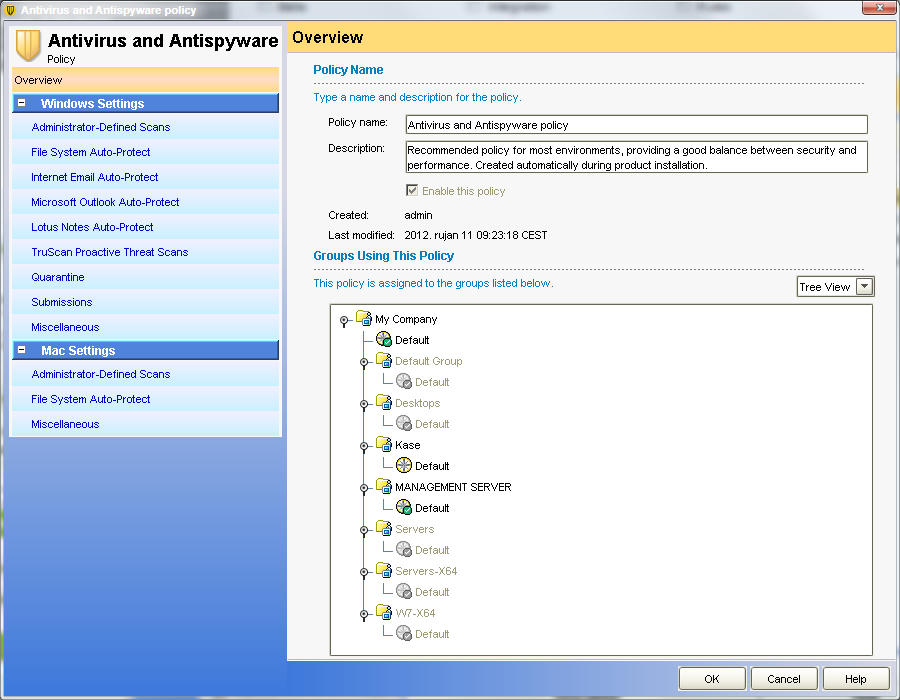 Antivirus and Antispyware policy
Antivirus and Antispyware
Policy
Overview
Windows Settings
Administrator-Defined Scans
File System Auto-Protect
Internet Email Auto-Protect
Microsoft Outlook Auto-Protect
Lotus Notes Auto-Protect
TruScan Proactive Threat Scans
Quarantine
Submissions
Miscellaneous
Mac Settings
Administrator-Defined Scans
File System Auto-Protect
Miscellaneous
Overview
Policy Name
Type a name and description for the policy.
Policy name: Antivirus and Antispyware policy
Description: Recommended policy for most environments, providing a good balance between security and
performance. Created automatically during product installation.
Enable this policy
Created: admin
Last modified: 2012. rujan 11 09:23:18 CEST
Groups Using This Policy
This policy is assigned to the groups listed below.
Tree View
My Company
Default
Default Group
Default
Desktops
Default
Kase
Default
MANAGEMENT SERVER
Default
Servers
Default
Servers-X64
Default
W7-X64
Default
OK Cancel Help